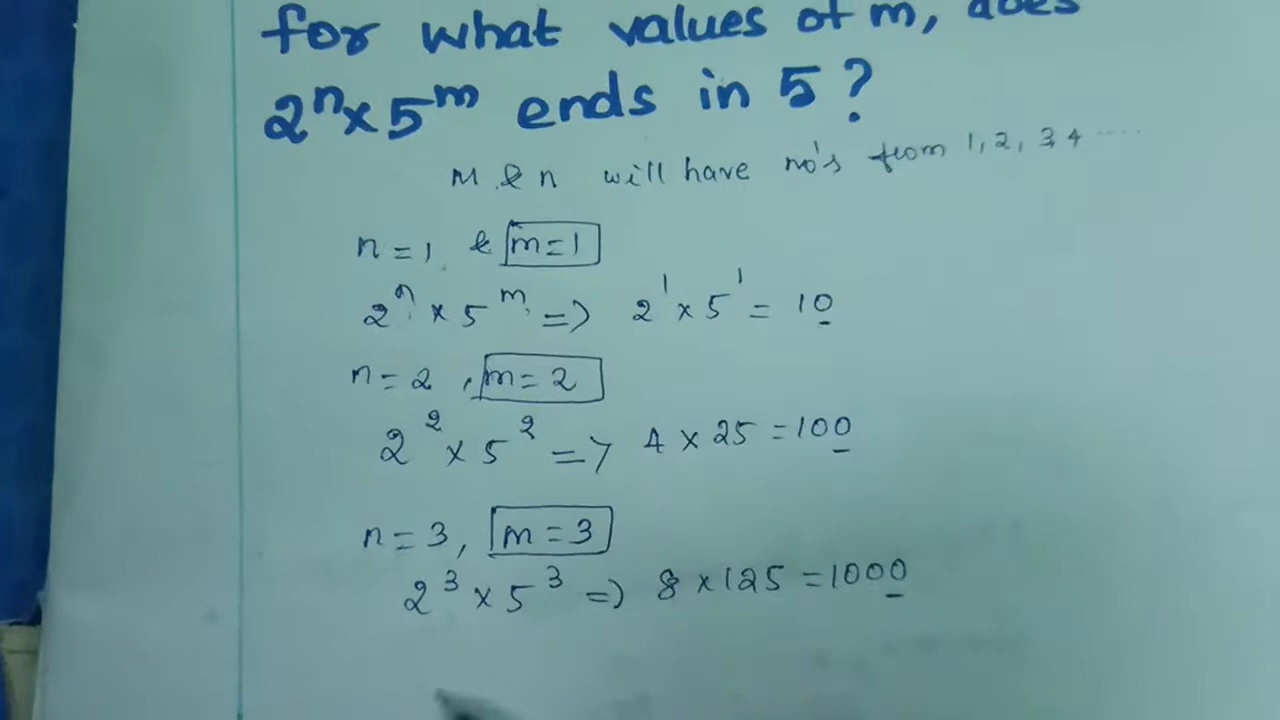 for what values of m, does
2ⁿ×5ᵐ ends in 5?
M & n will have no's from 1, 2, 3, 4 .....
n = 1 & m = 1
2ⁿ × 5ᵐ => 2¹ × 5¹ = 10
n = 2 , m = 2
2² × 5² => 4 × 25 = 100
n = 3, m = 3
2³ × 5³ => 8 × 125 = 1000